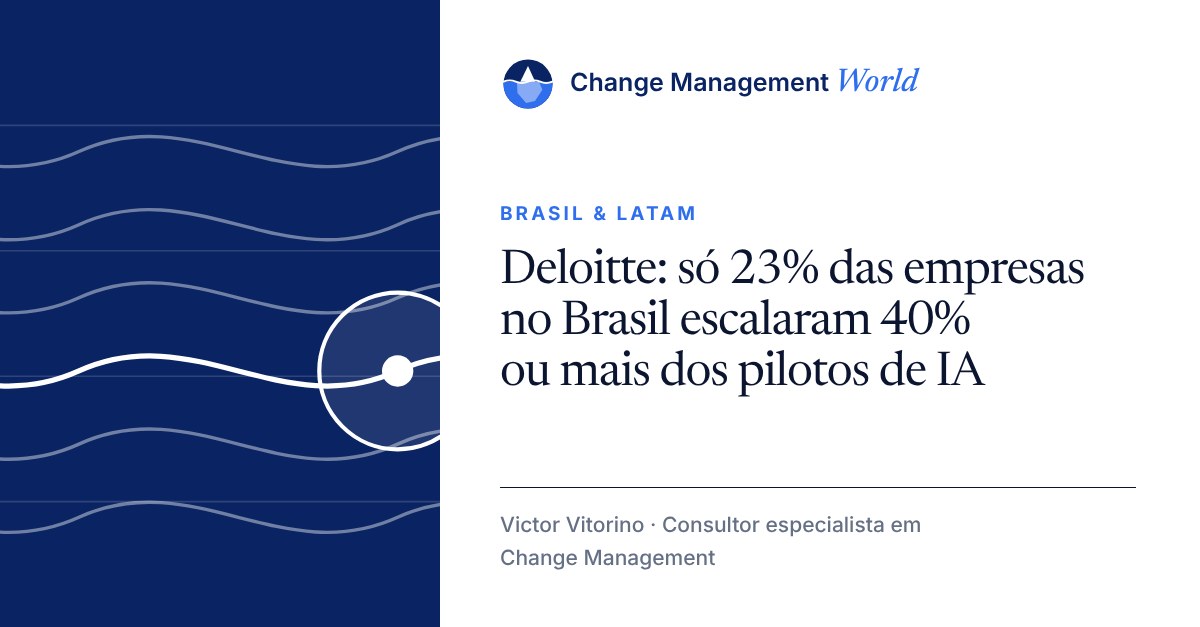 Change Management World
BRASIL & LATAM
Deloitte: só 23% das empresas
no Brasil escalaram 40%
ou mais dos pilotos de IA
Victor Vitorino · Consultor especialista em
Change Management